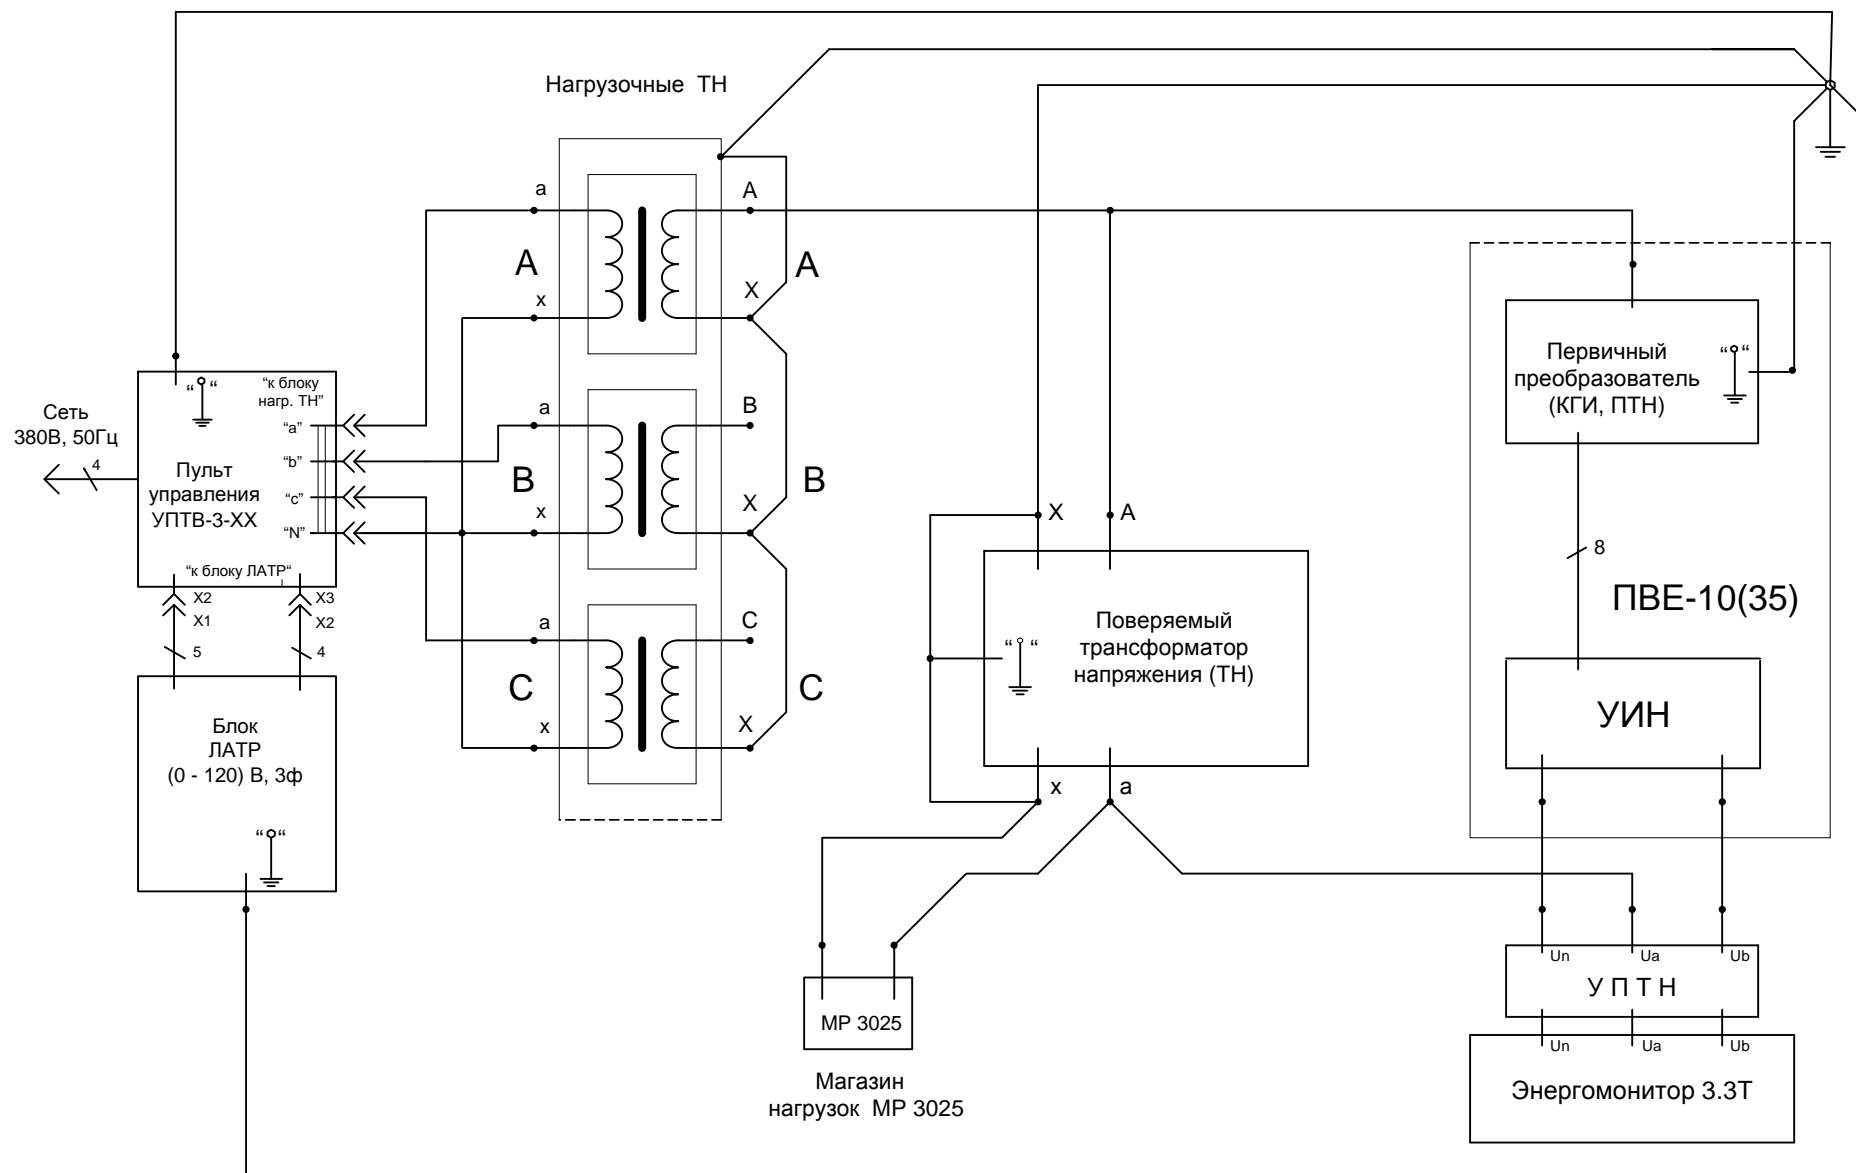 Нагрузочные ТН
a
A
A
A
x
X
Сеть
380В, 50Гц
4
“ “
“к блоку
нагр. ТН”
“a”
“b”
“c”
“N”
Пульт
управления
УПТВ-3-ХХ
“к блоку ЛАТР“
X2
X1
X3
X2
5
4
Блок
ЛАТР
(0 - 120) В, 3ф
“ “
a
B
B
B
x
X
a
C
C
C
x
X
X
A
“ “
Поверяемый
трансформатор
напряжения (ТН)
x
a
МР 3025
Магазин
нагрузок МР 3025
Первичный
преобразователь
(КГИ, ПТН)
“ “
8
ПВЕ-10(35)
УИН
Un
Ua
Ub
У П Т Н
Un
Ua
Ub
Энергомонитор 3.3Т